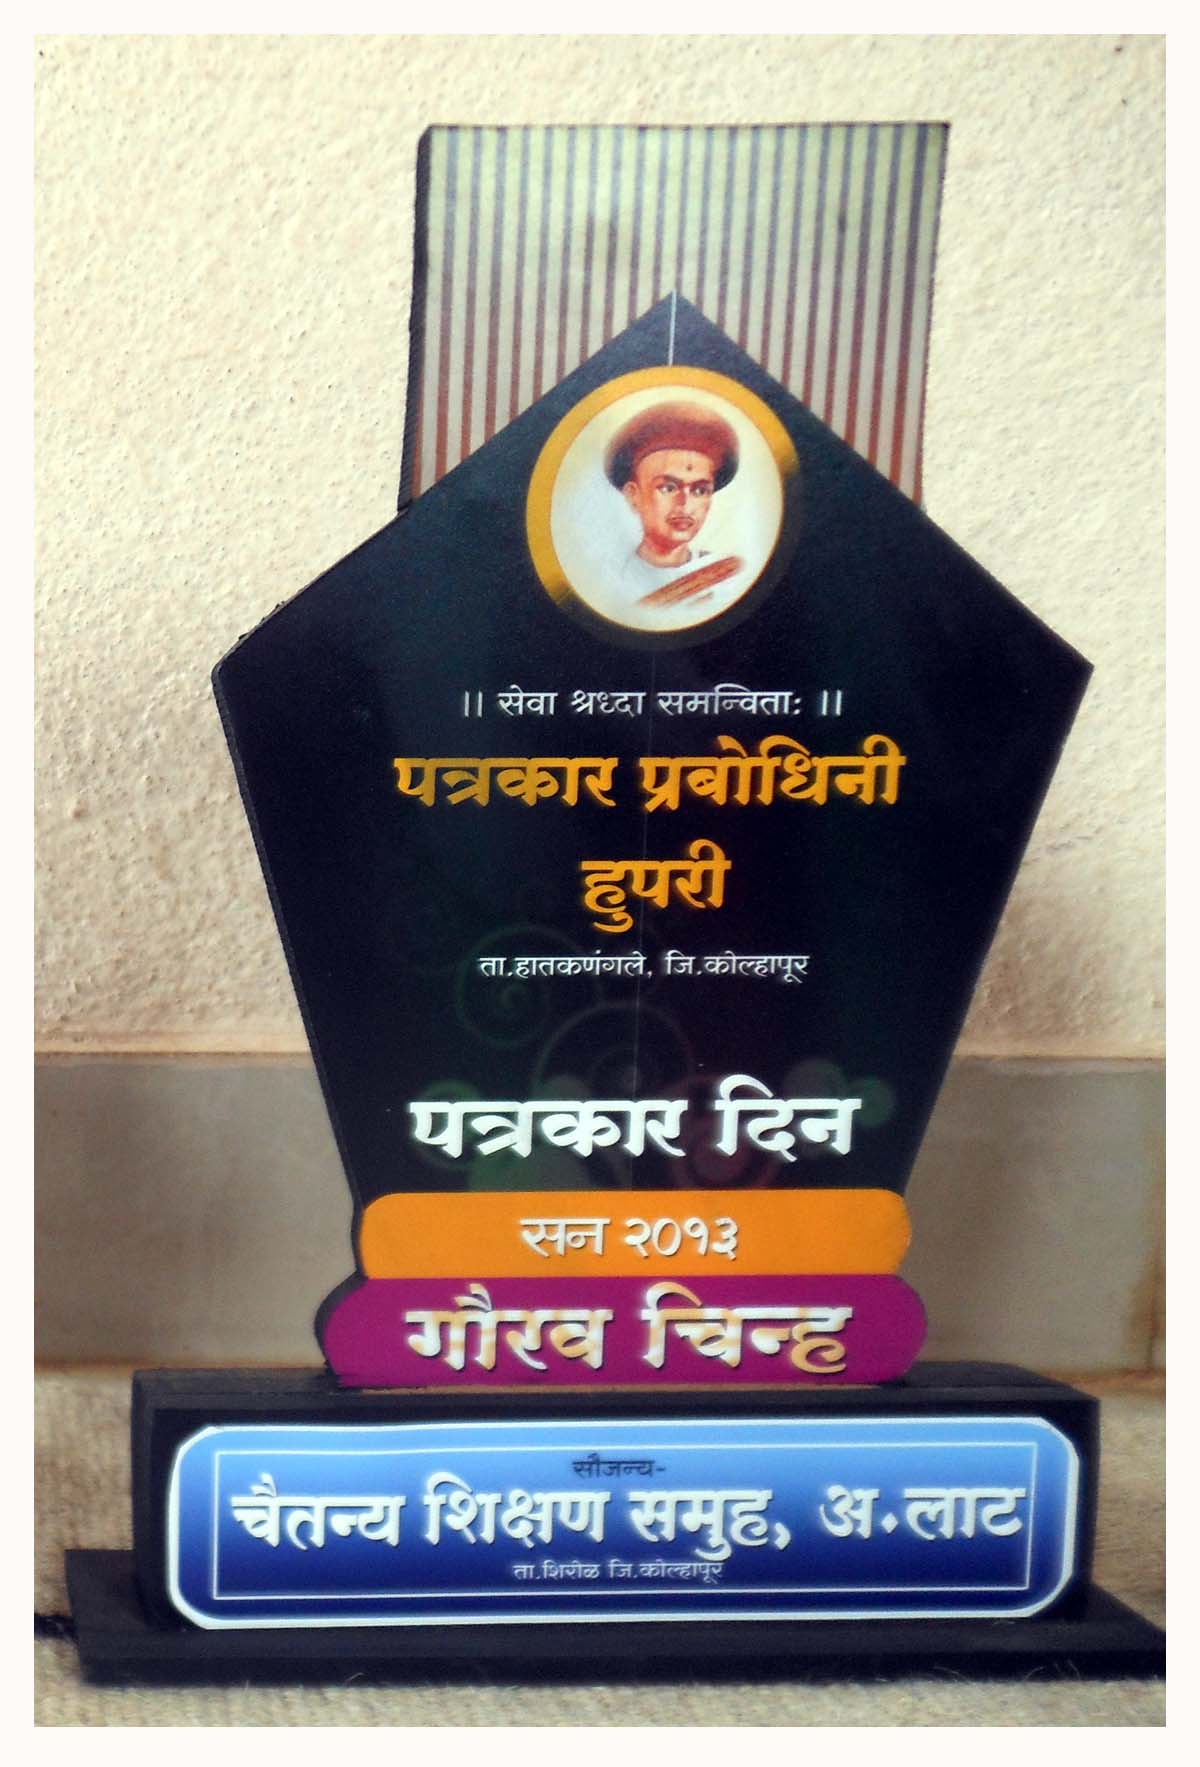 ।। सेवा श्रध्दा समन्विताः ।।
पत्रकार प्रबोधिनी
हुपरी
ता.हातकणंगले, जि.कोल्हापूर
पत्रकार दिन
सन २०१३
गौरव चिन्ह
सौजन्य-
चैतन्य शिक्षण समुह, अ.लाट
ता.शिरोळ जि.कोल्हापूर